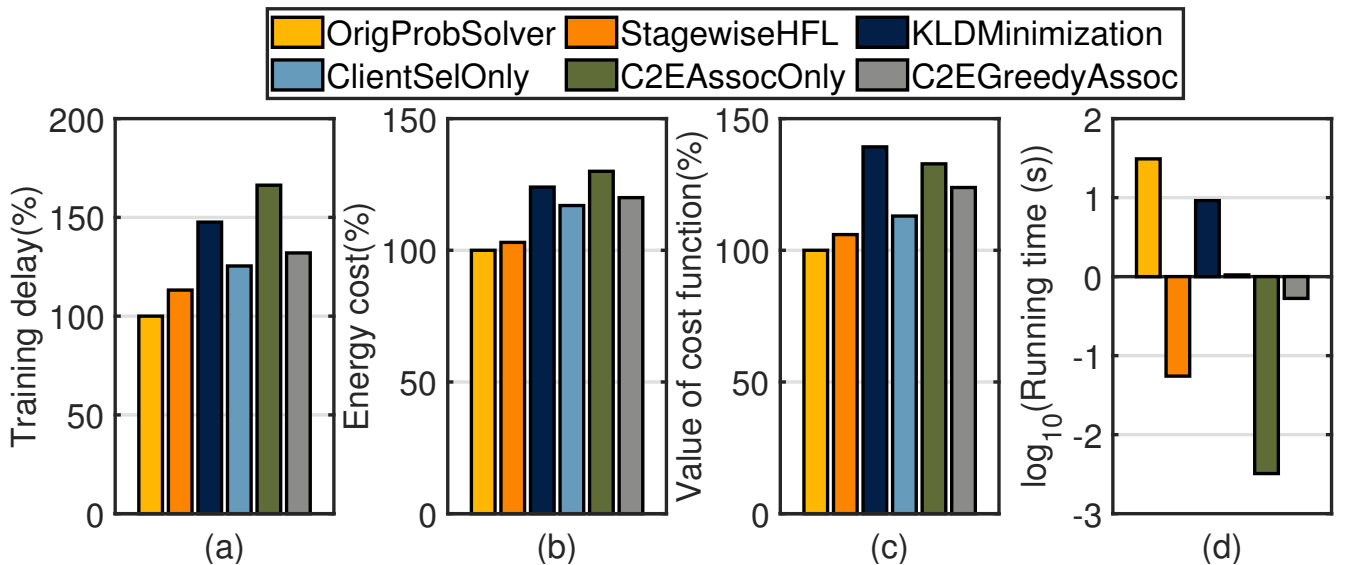 OrigProbSolver StagewiseHFL KLDMinimization
ClientSelOnly C2EAssocOnly C2EGreedyAssoc
Training delay(%)
200
150
100
50
0
(a)
Energy cost(%)
150
100
50
0
(b)
Value of cost function(%)
150
100
50
0
(c)
log10(Running time (s))
2
1
0
-1
-2
-3
(d)